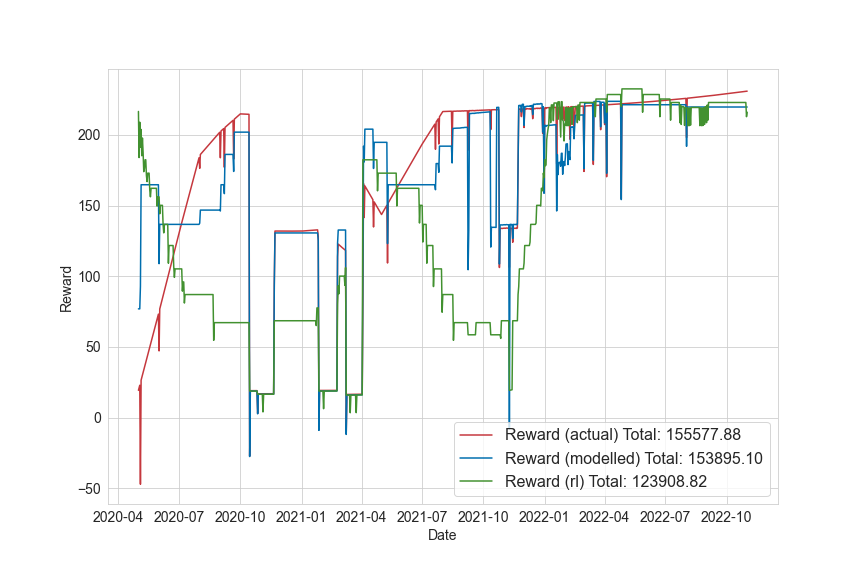 200
150
100
50
0
−50
Reward
2020-04 2020-07 2020-10 2021-01 2021-04 2021-07 2021-10 2022-01 2022-04 2022-07 2022-10
Date
Reward (actual) Total: 155577.88
Reward (modelled) Total: 153895.10
Reward (rl) Total: 123908.82